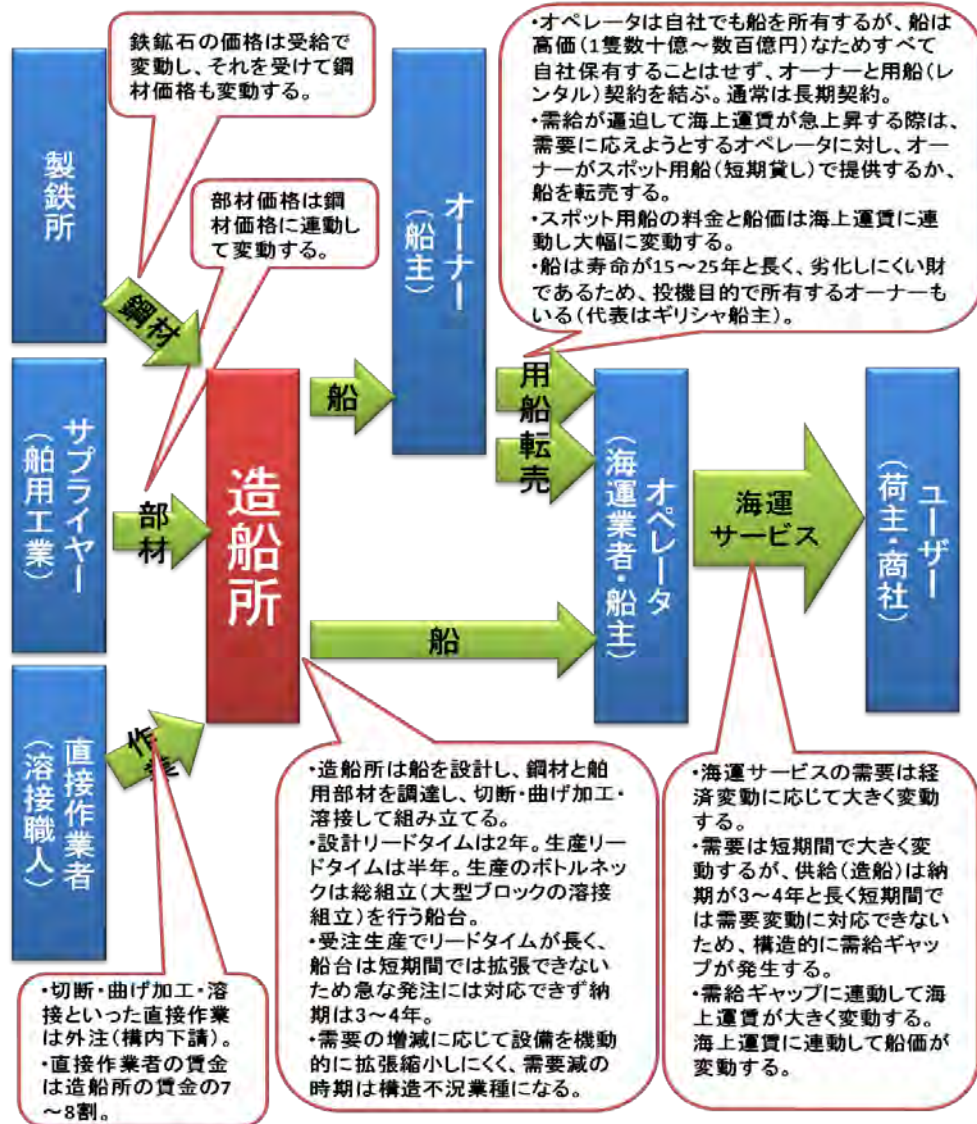 鉄鉱石の価格は受給で
変動し、それを受けて鋼
材価格も変動する。
・オペレータは自社でも船を所有するが、船は
高価(1隻数十億～数百億円)なためすべて
自社保有することはせず、オーナーと用船(レ
ンタル)契約を結ぶ。通常は長期契約。
・需給が逼迫して海上運賃が急上昇する際は、
需要に応えようとするオペレータに対し、オー
ナーがスポット用船(短期貸し)で提供するか、
船を転売する。
・スポット用船の料金と船価は海上運賃に連
動し大幅に変動する。
・船は寿命が15～25年と長く、劣化しにくい財
であるため、投機目的で所有するオーナーも
いる(代表はギリシャ船主)。
部材価格は鋼
材価格に連動し
て変動する。
製鉄所
鋼材
サプライヤー
(舶用工業)
部材
直接作業者
(溶接職人)
作業
造船所
船
オーナー
(船主)
用船
転売
船
オペレータ
(海運業者・船主)
海運
サービス
ユーザー
(荷主・商社)
・切断・曲げ加工・溶
接といった直接作業
は外注(構内下請)。
・直接作業者の賃金
は造船所の賃金の7
～8割。
・造船所は船を設計し、鋼材と舶
用部材を調達し、切断・曲げ加工・
溶接して組み立てる。
・設計リードタイムは2年。生産リー
ドタイムは半年。生産のボトルネッ
クは総組立(大型ブロックの溶接
組立)を行う船台。
・受注生産でリードタイムが長く、
船台は短期間では拡張できない
ため急な発注には対応できず納
期は3～4年。
・需要の増減に応じて設備を機動
的に拡張縮小しにくく、需要減の
時期は構造不況業種になる。
・海運サービスの需要は経
済変動に応じて大きく変動
する。
・需要は短期間で大きく変
動するが、供給(造船)は納
期が3～4年と長く短期間で
は需要変動に対応できない
ため、構造的に需給ギャッ
プが発生する。
・需給ギャップに連動して海
上運賃が大きく変動する。
海上運賃に連動して船価が
変動する。